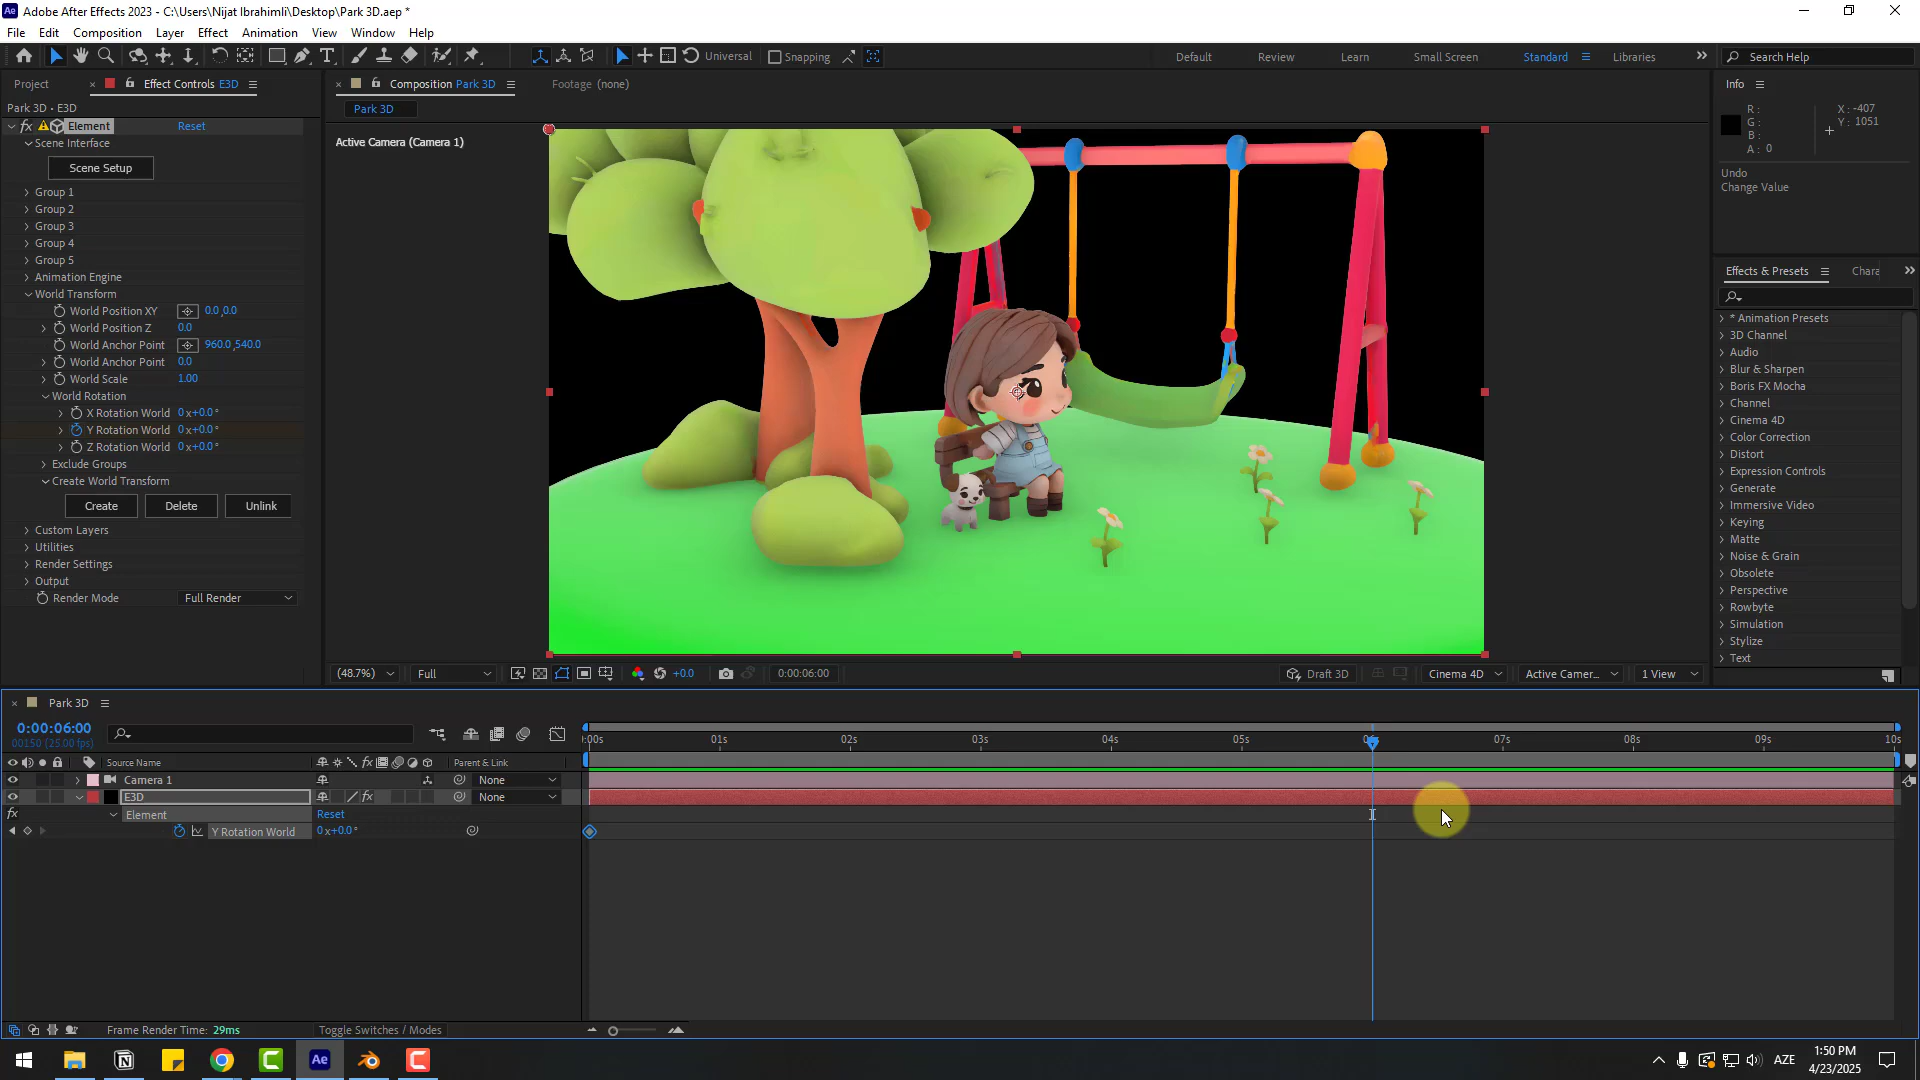 Adobe After Effects 2023 - C:\Users\Nijat Ibrahimli\Desktop\Park 3D.aep *
File Edit Composition Layer Effect Animation View Window Help
Universal Snapping Default Review Learn Small Screen Standard Libraries Search Help
Project Effect Controls E3D Composition Park 3D Footage (none) Info
Park 3D • E3D
Park 3D
R: X: -407
G: Y: 1051
B:
A: 0
Undo
Change Value
fx Element Reset
Active Camera (Camera 1)
Scene Interface
Scene Setup
Group 1
Group 2
Group 3
Group 4
Group 5
Animation Engine
World Transform
World Position XY 0.0,0.0
World Position Z 0.0
World Anchor Point 960.0,540.0
World Anchor Point 0.0
World Scale 1.00
World Rotation
X Rotation World 0x+0.0°
Y Rotation World 0x+0.0°
Z Rotation World 0x+0.0°
Exclude Groups
Create World Transform
Create Delete Unlink
Custom Layers
Utilities
Render Settings
Output
Render Mode Full Render
Effects & Presets Chara
* Animation Presets
3D Channel
Audio
Blur & Sharpen
Boris FX Mocha
Channel
Cinema 4D
Color Correction
Distort
Expression Controls
Generate
Immersive Video
Keying
Matte
Noise & Grain
Obsolete
Perspective
Rowbyte
Simulation
Stylize
Text
(48.7%) Full +0.0 0:00:06:00 Draft 3D Cinema 4D Active Camer... 1 View
Park 3D
0:00:06:00
00150 (25.00 fps)
:00s 01s 02s 03s 04s 05s 06s 07s 08s 09s 10s
Source Name Parent & Link
Camera 1 None
E3D fx None
fx Element Reset
Y Rotation World 0x+0.0°
Frame Render Time: 29ms Toggle Switches / Modes
AZE 1:50 PM
4/23/2025